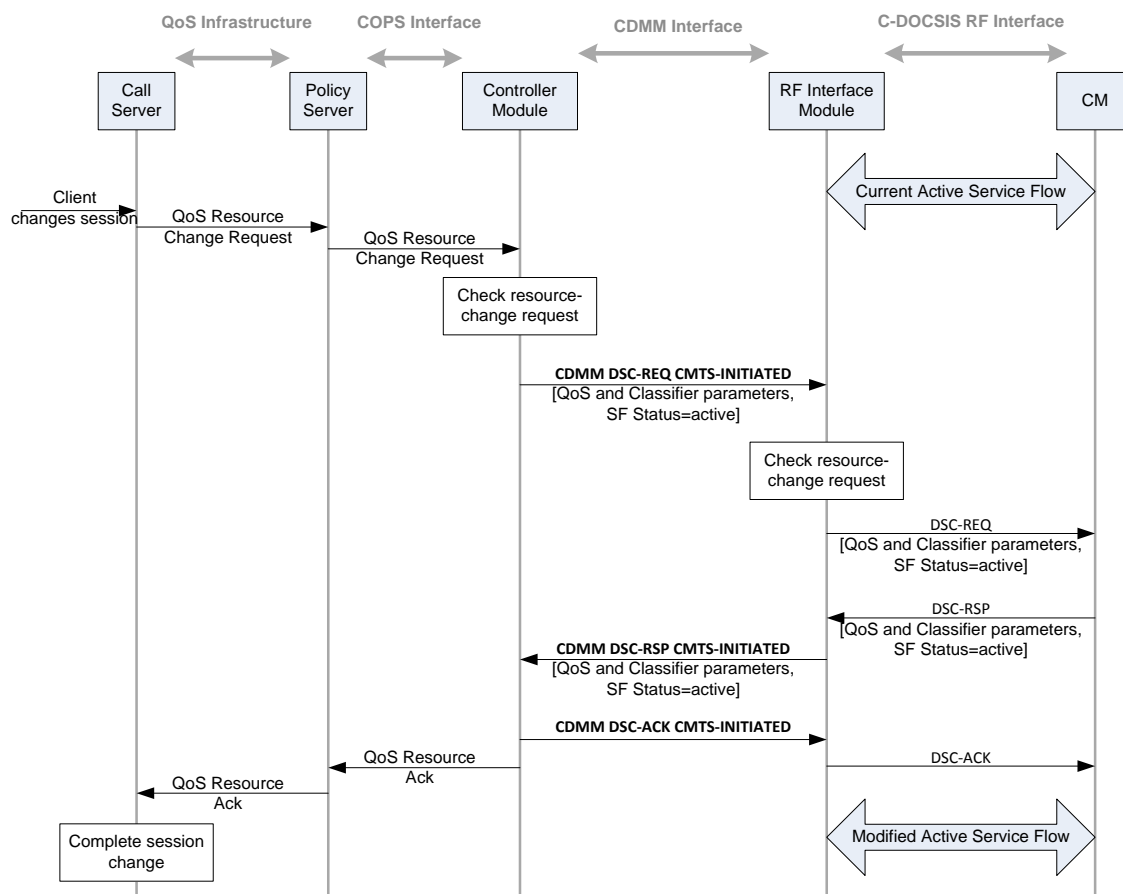 QoS Infrastructure
COPS Interface
CDMM Interface
C-DOCSIS RF Interface
Call
Server
Policy
Server
Controller
Module
RF Interface
Module
CM
Current Active Service Flow
Client
changes session
QoS Resource
Change Request
QoS Resource
Change Request
Check resource-
change request
CDMM DSC-REQ CMTS-INITIATED
[QoS and Classifier parameters,
SF Status=active]
Check resource-
change request
DSC-REQ
[QoS and Classifier parameters,
SF Status=active]
DSC-RSP
[QoS and Classifier parameters,
SF Status=active]
CDMM DSC-RSP CMTS-INITIATED
[QoS and Classifier parameters,
SF Status=active]
CDMM DSC-ACK CMTS-INITIATED
QoS Resource
Ack
DSC-ACK
QoS Resource
Ack
Complete session
change
Modified Active Service Flow